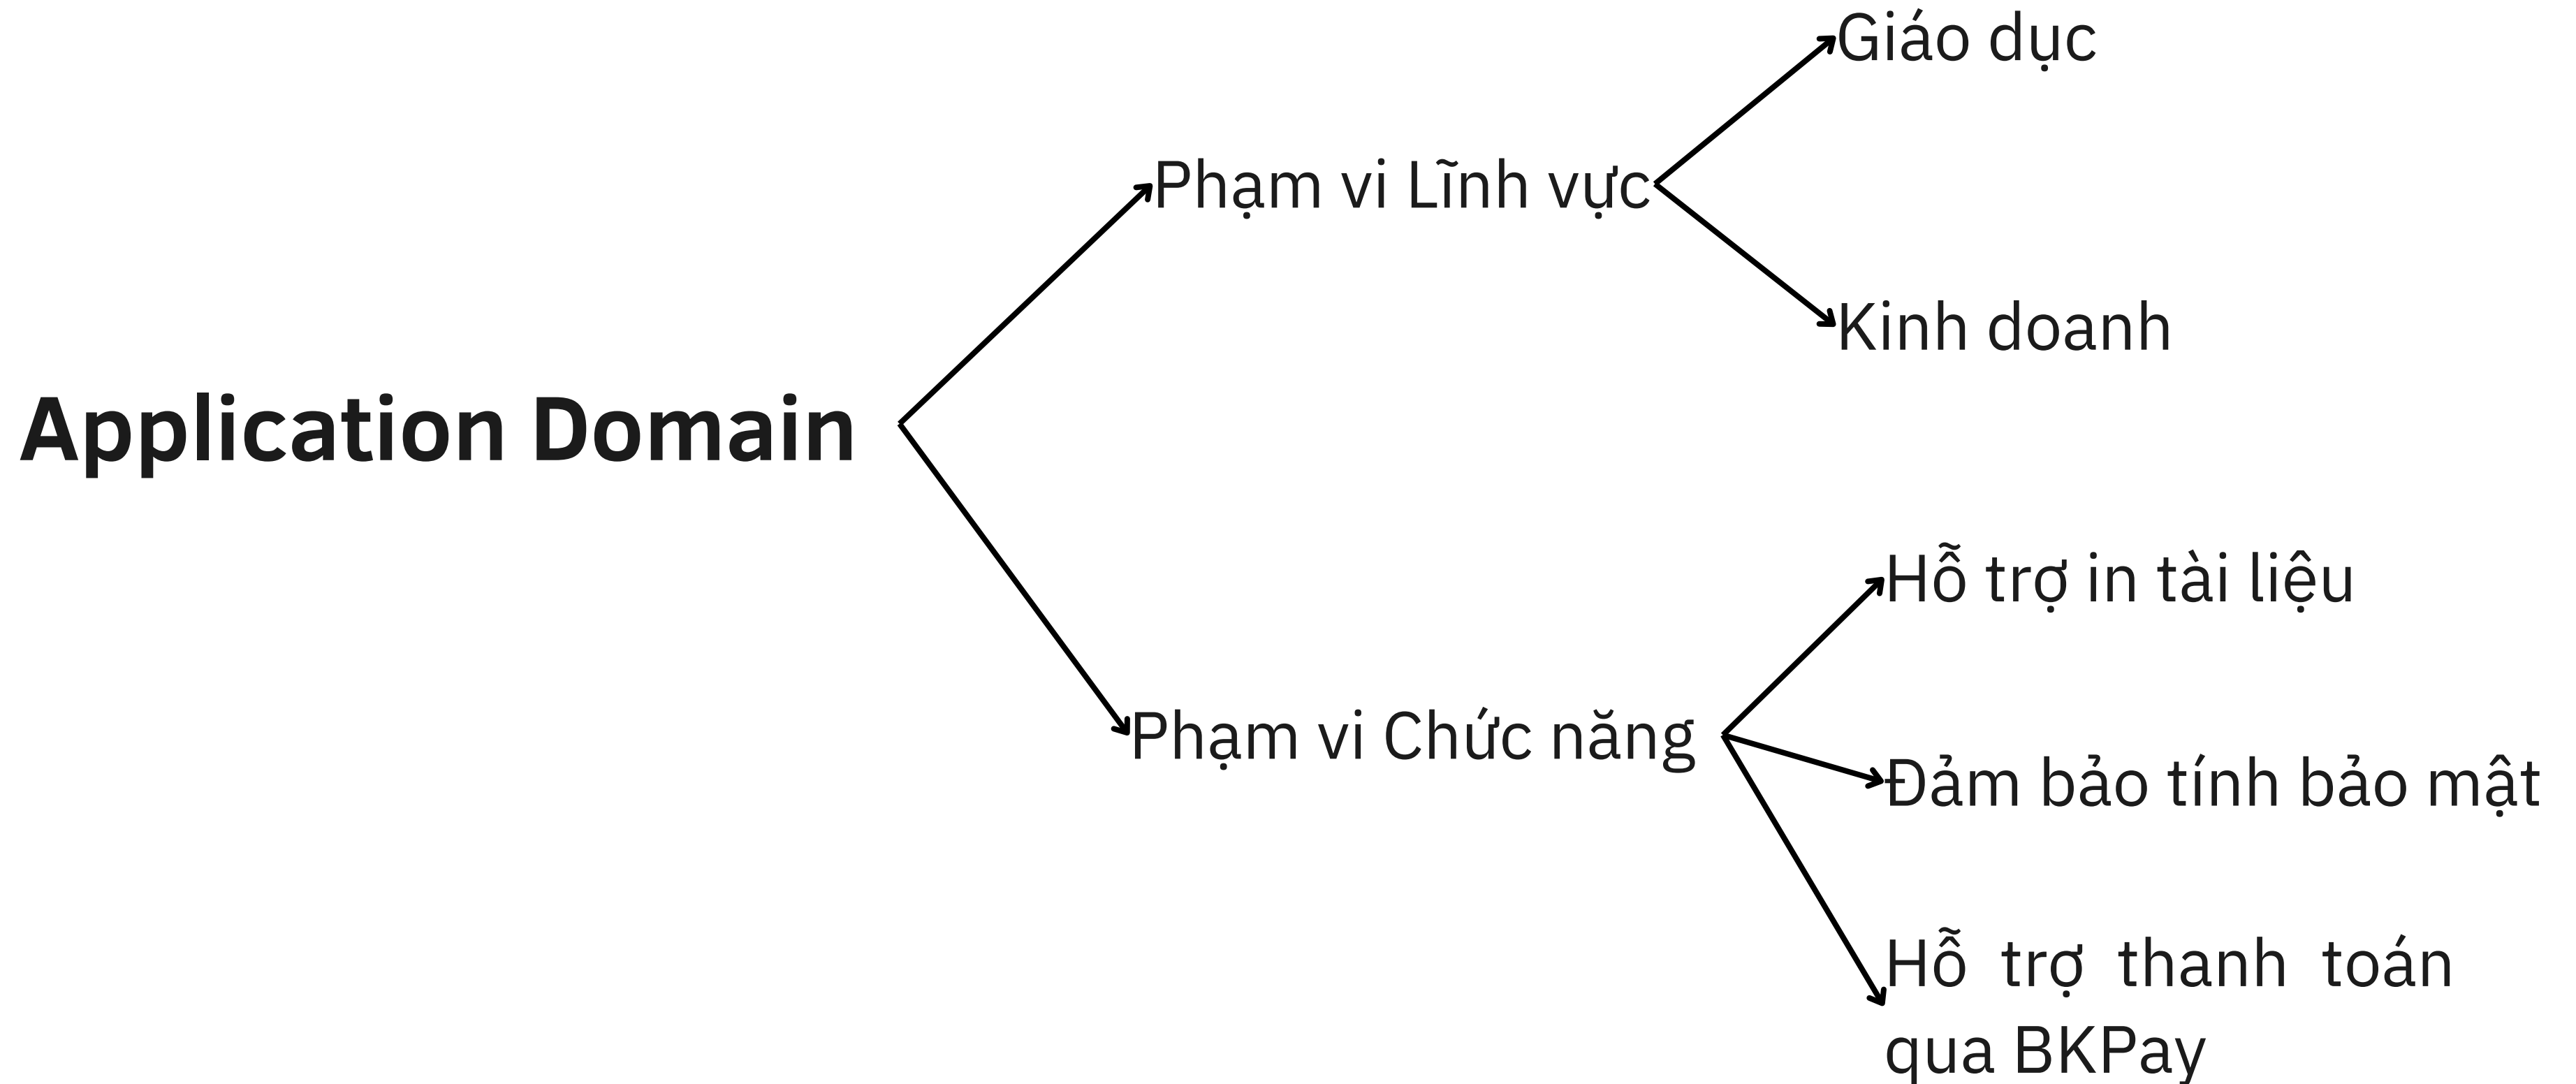 Giáo dục
Phạm vi Lĩnh vực
Kinh doanh
Application Domain
Hỗ trợ in tài liệu
Phạm vi Chức năng
Đảm bảo tính bảo mật
Hỗ trợ thanh toán
qua BKPay